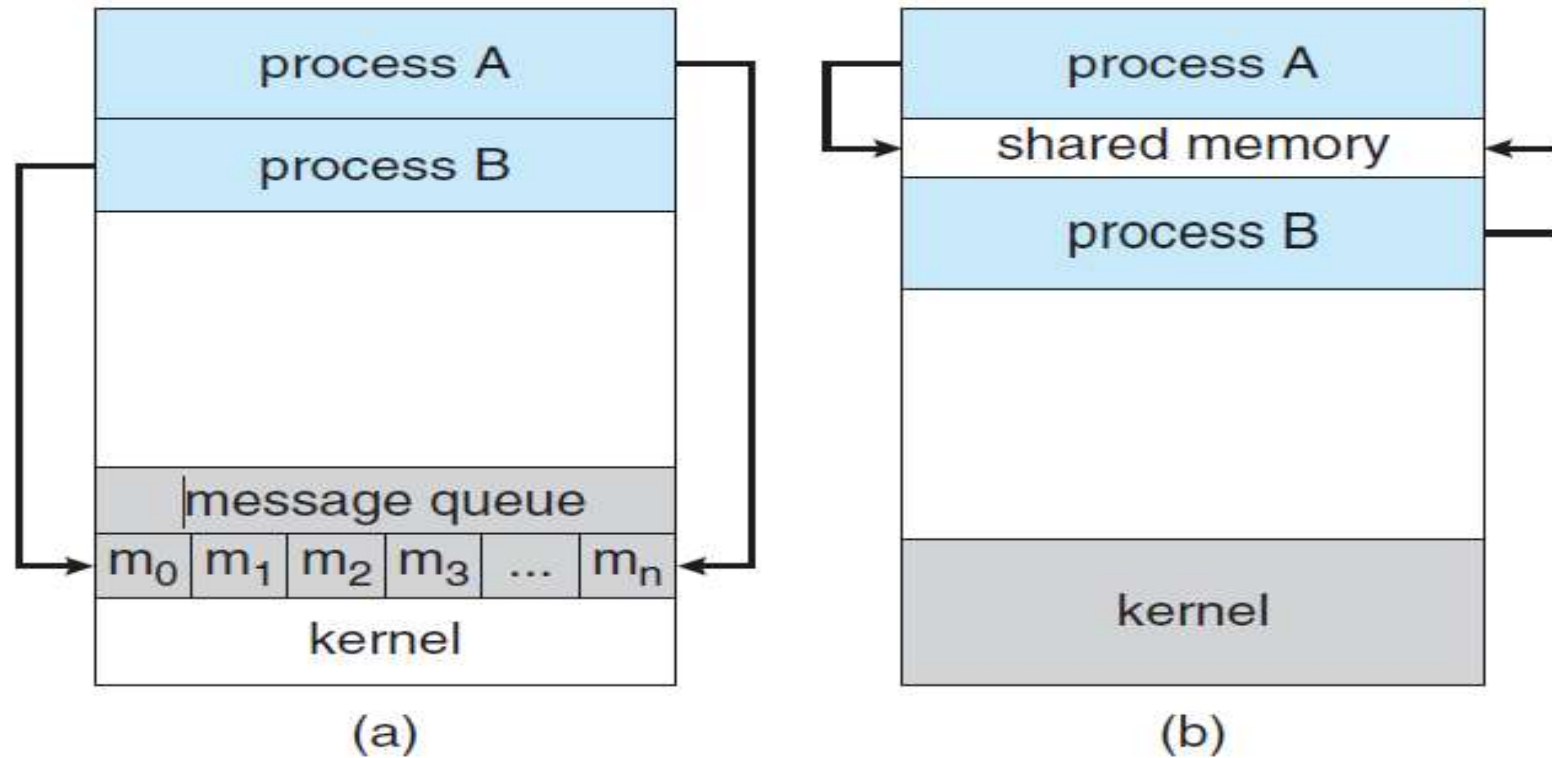 process A
process B
message queue
m₀ m₁ m₂ m₃ ... mₙ
kernel
(a)
process A
shared memory
process B
kernel
(b)